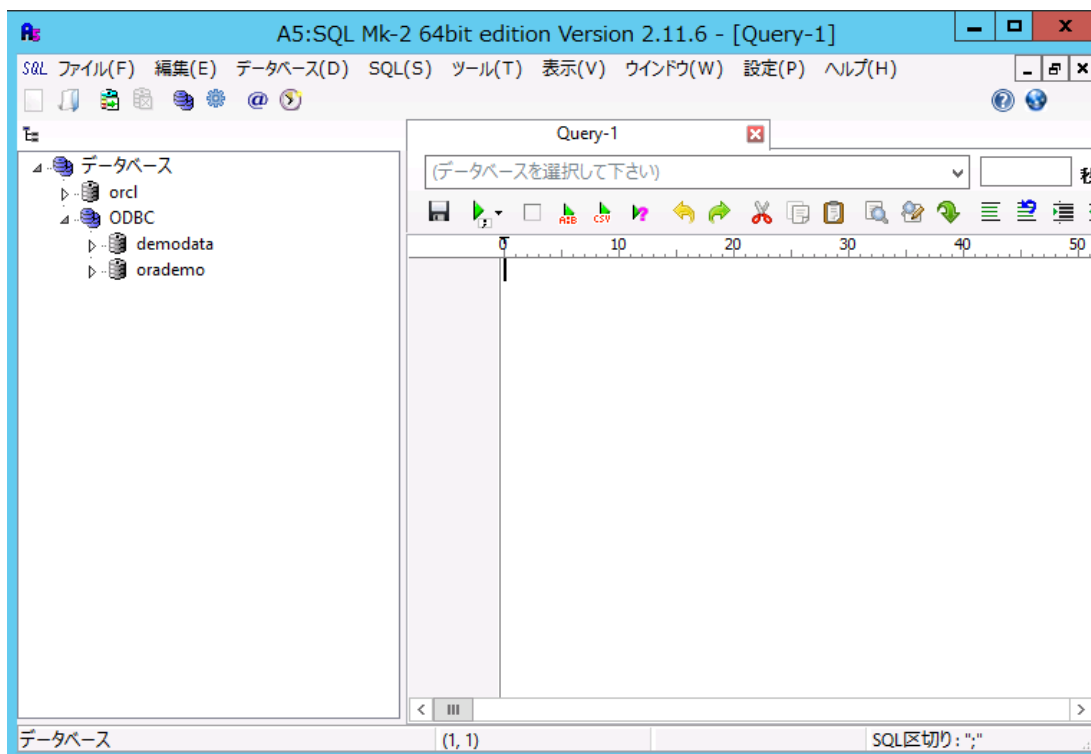 A5:SQL Mk-2 64bit edition Version 2.11.6 - [Query-1]
SQL ファイル(F) 編集(E) データベース(D) SQL(S) ツール(T) 表示(V) ウインドウ(W) 設定(P) ヘルプ(H)
Query-1
データベース
(データベースを選択して下さい)
orcl
ODBC
A:B CSV
demodata
0 10 20 30 40 50
orademo
データベース (1, 1) SQL区切り : ";"